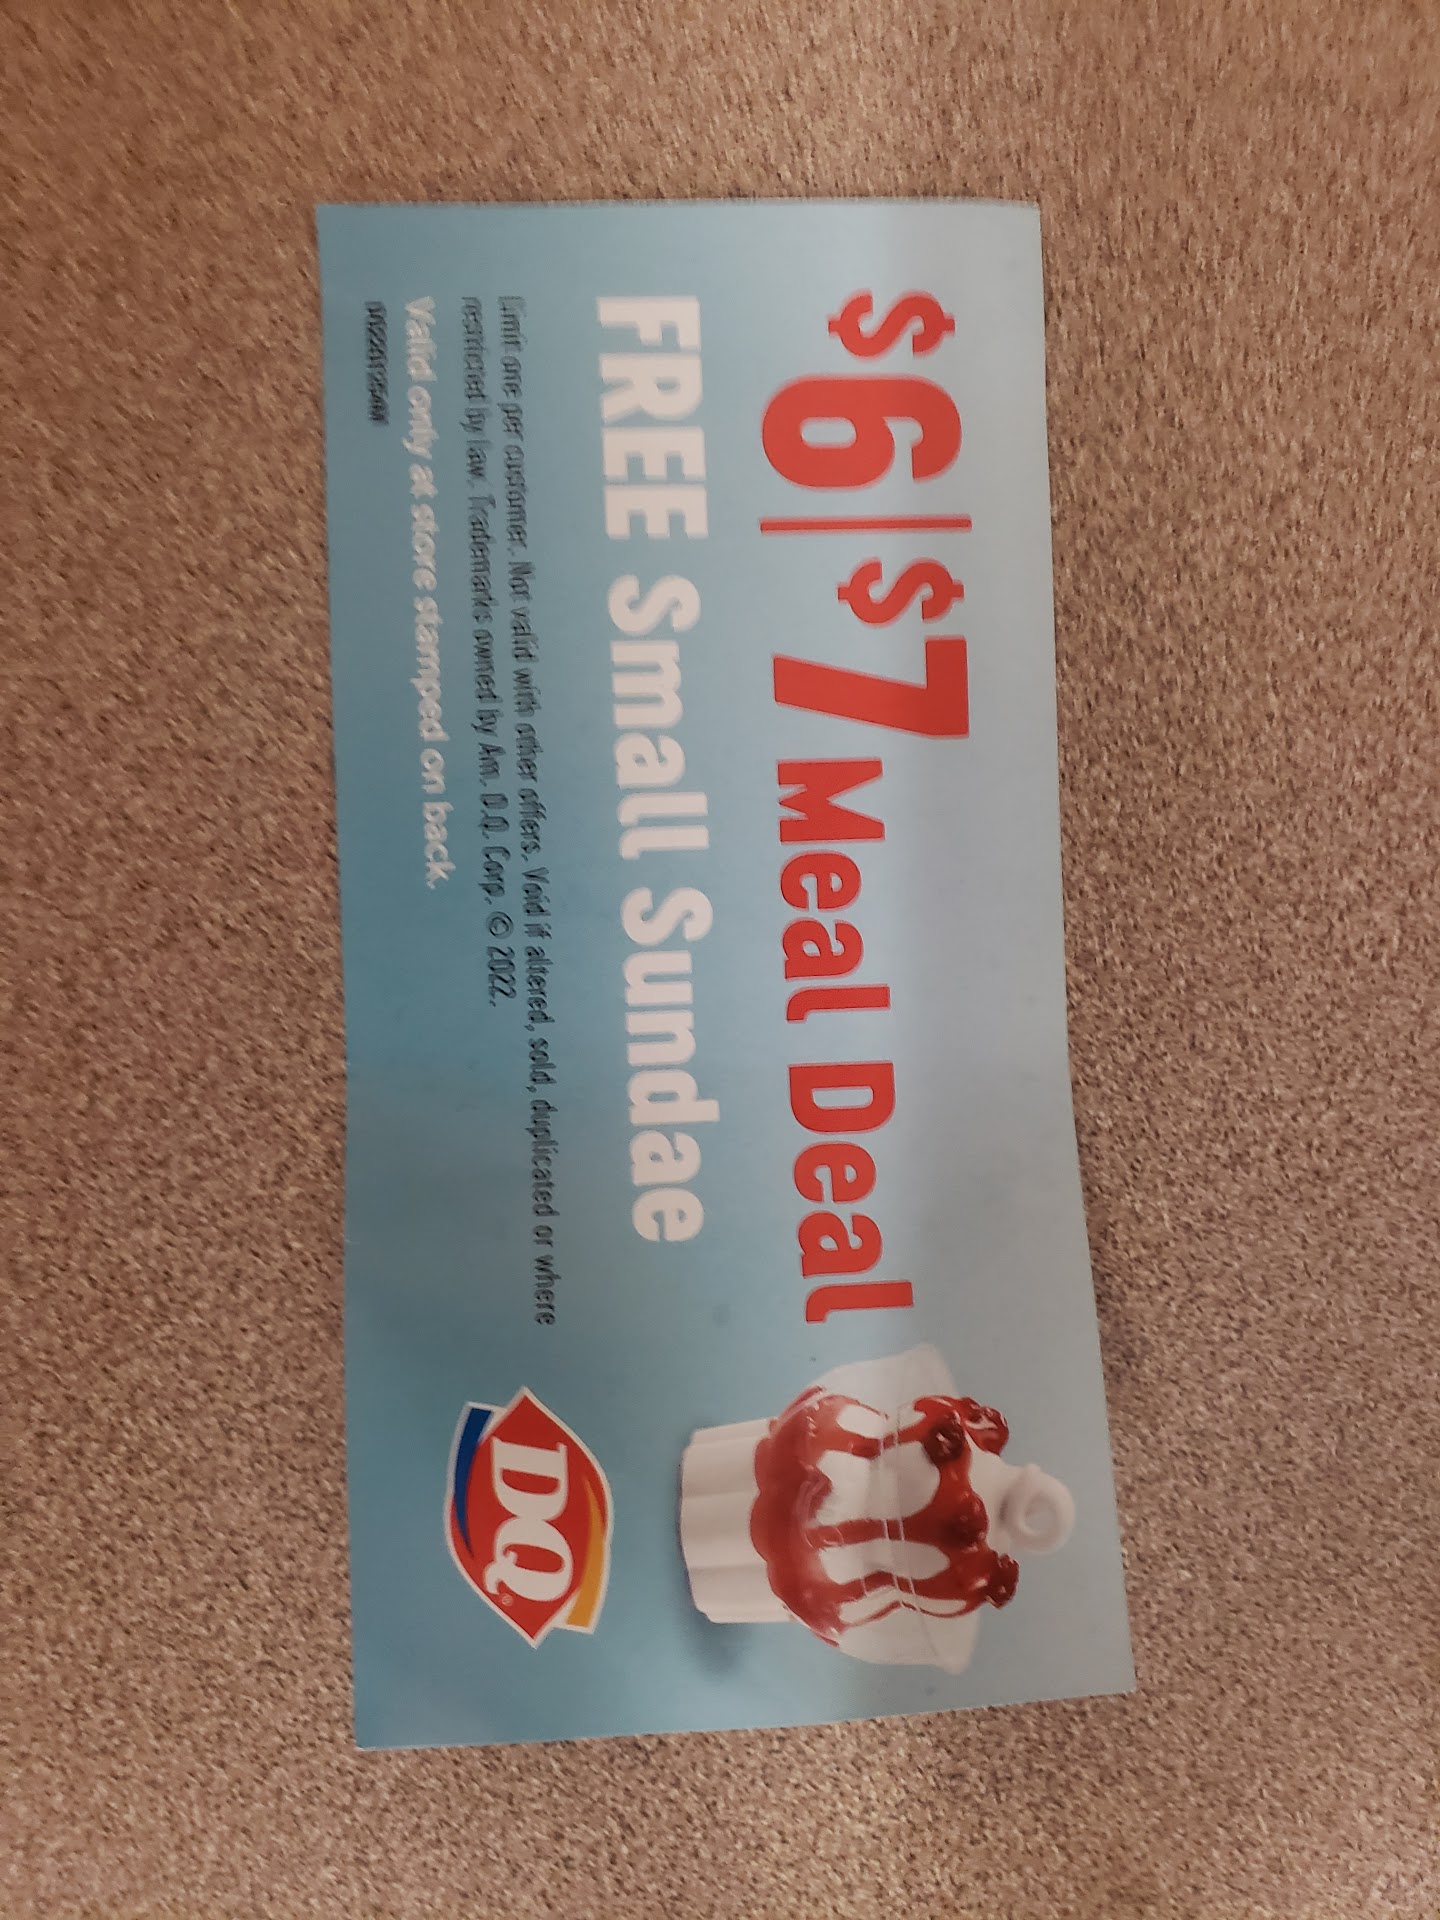 $6|$7 Meal Deal
FREE Small Sundae
Limit one per customer. Not valid with other offers. Void if altered, sold, duplicated or where
restricted by law. Trademarks owned by Am. D.Q. Corp. © 2022.
Valid only at store stamped on back.
DQ®